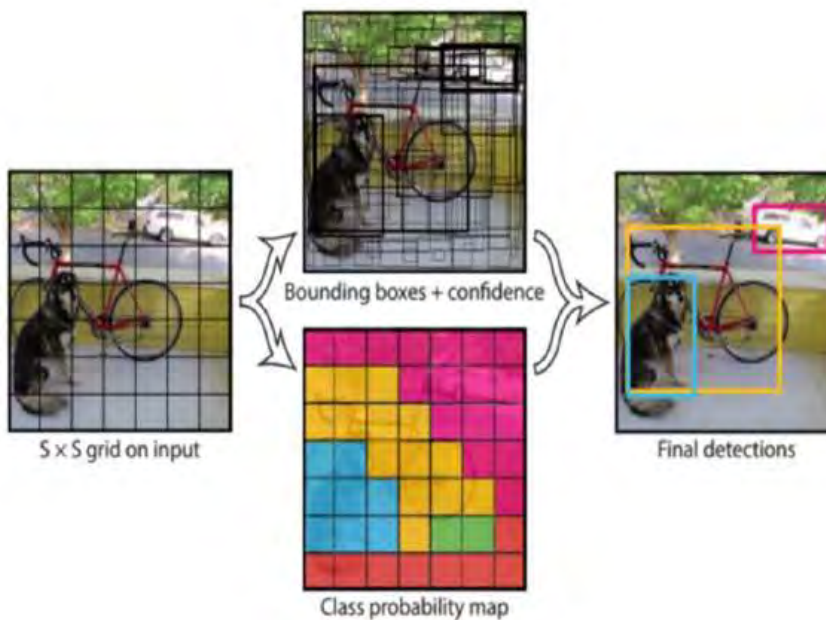 Bounding boxes + confidence
S × S grid on input
Final detections
Class probability map